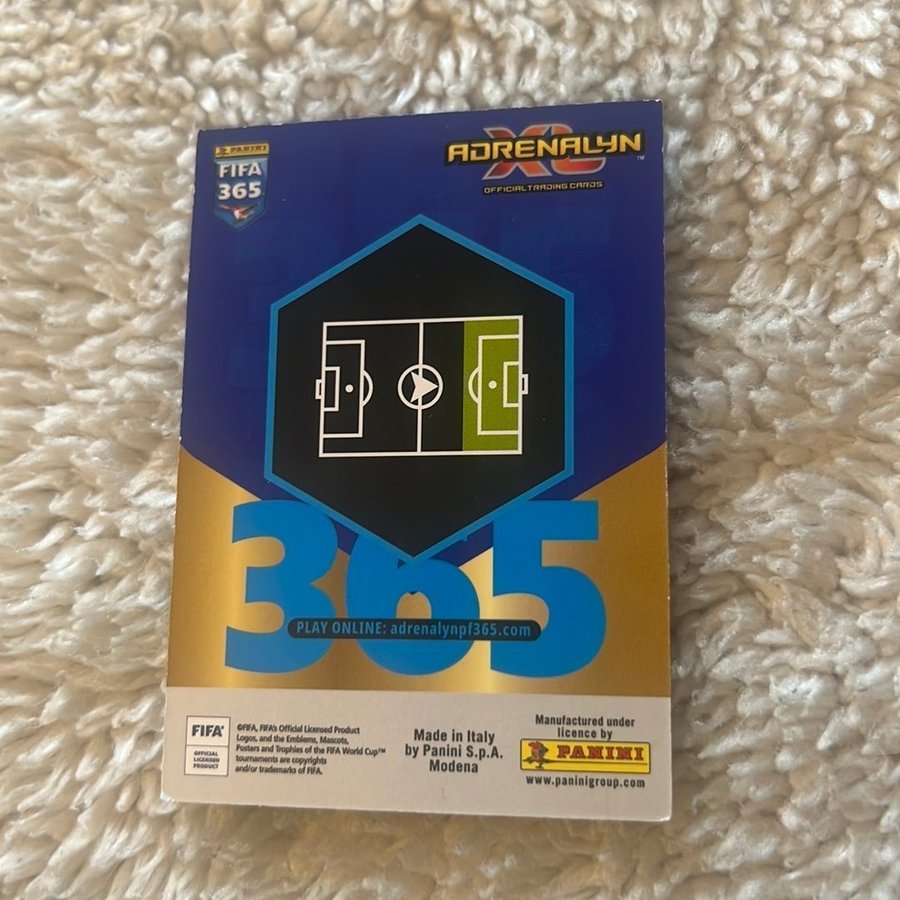 PANINI
FIFA
365
ADRENALYN
XL
™
OFFICIAL TRADING CARDS
365
PLAY ONLINE: adrenalynpf365.com
FIFA®
OFFICIAL
LICENSED
PRODUCT
©FIFA, FIFA's Official Licensed Product
Logos, and the Emblems, Mascots,
Posters and Trophies of the FIFA World Cup™
tournaments are copyrights
and/or trademarks of FIFA.
Made in Italy
by Panini S.p.A.
Modena
Manufactured under
licence by
PANINI
www.paninigroup.com